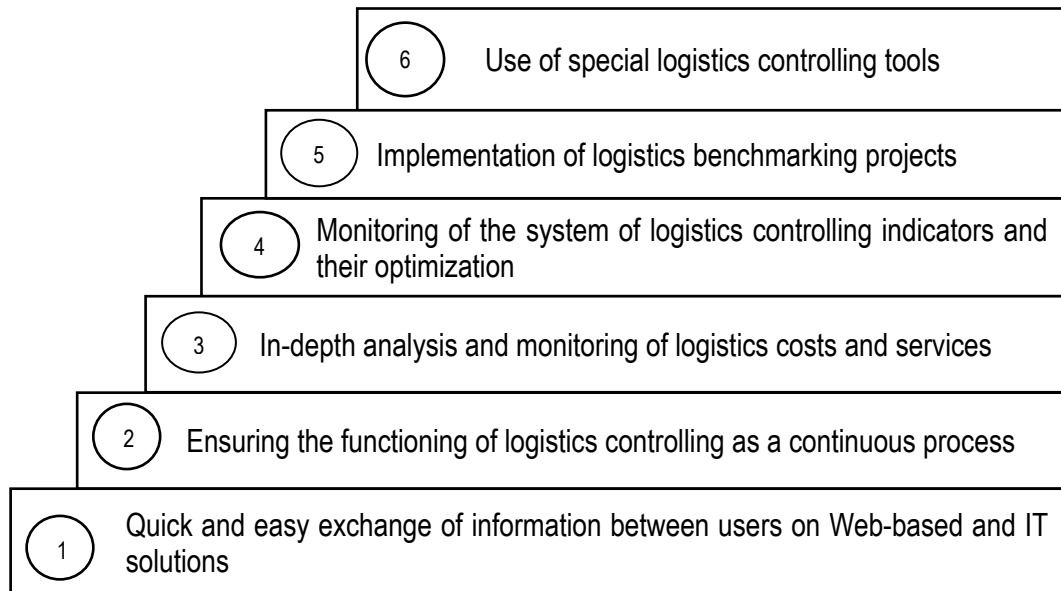 6
Use of special logistics controlling tools
5
Implementation of logistics benchmarking projects
4
Monitoring of the system of logistics controlling indicators and
their optimization
3
In-depth analysis and monitoring of logistics costs and services
2
Ensuring the functioning of logistics controlling as a continuous process
1
Quick and easy exchange of information between users on Web-based and IT
solutions